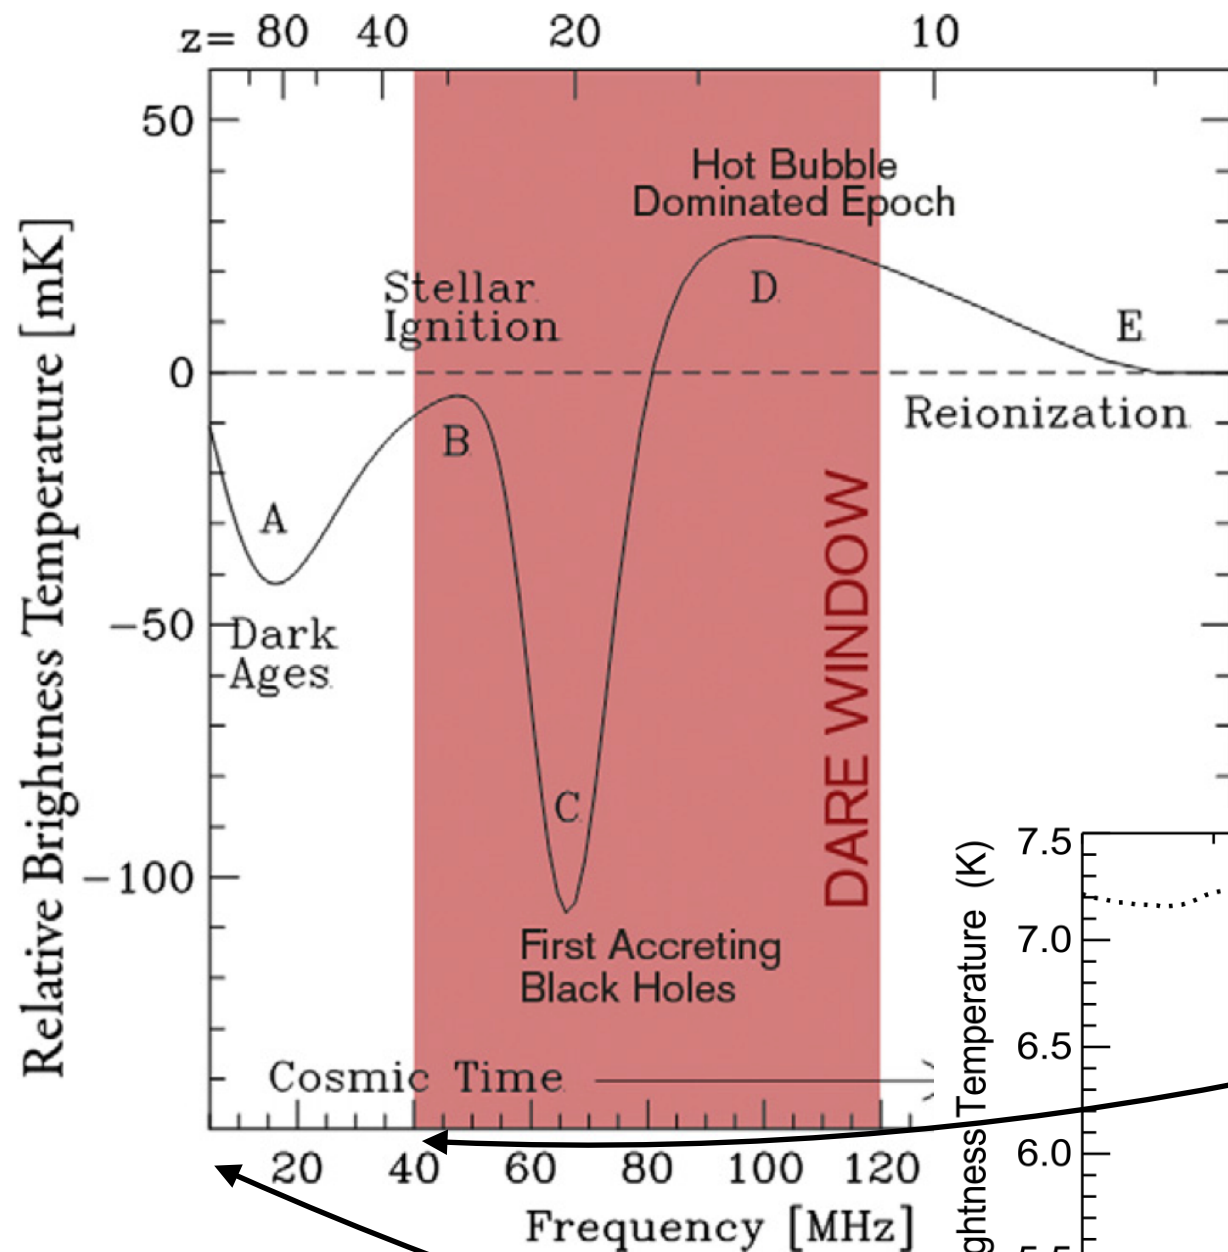 z= 80 40 20 10
50
0
−50
−100
Relative Brightness Temperature [mK]
Hot Bubble
Dominated Epoch
Stellar
Ignition
A
B
C
D
E
Reionization
Dark
Ages
First Accreting
Black Holes
DARE WINDOW
Cosmic Time
20 40 60 80 100 120
Frequency [MHz]
7.5
7.0
6.5
6.0
Temperature (K)